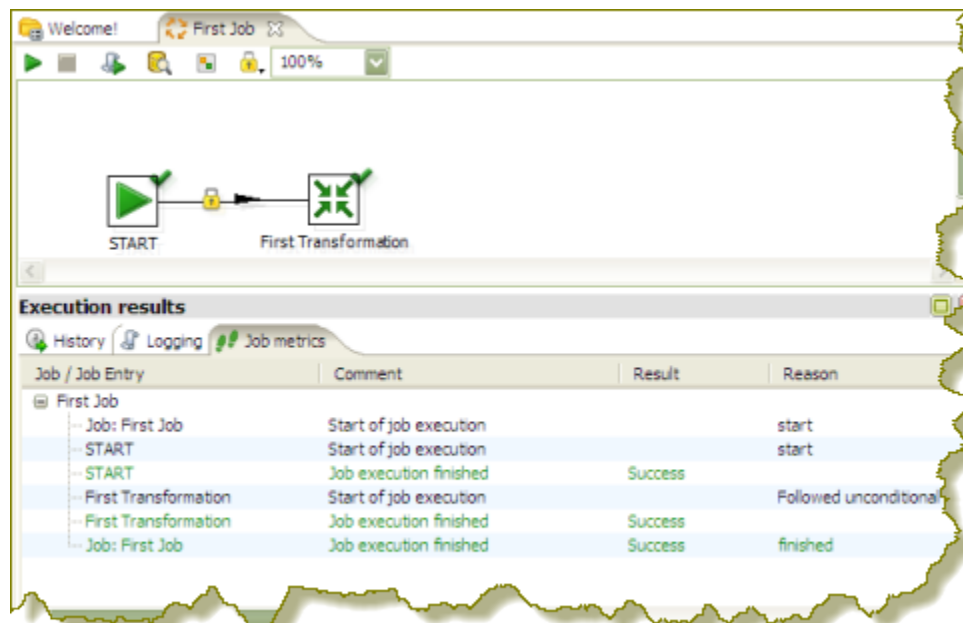 Welcome! First Job
100%
START First Transformation
Execution results
History Logging Job metrics
Job / Job Entry Comment Result Reason
First Job
Job: First Job Start of job execution start
START Start of job execution start
START Job execution finished Success
First Transformation Start of job execution Followed unconditional
First Transformation Job execution finished Success
Job: First Job Job execution finished Success finished